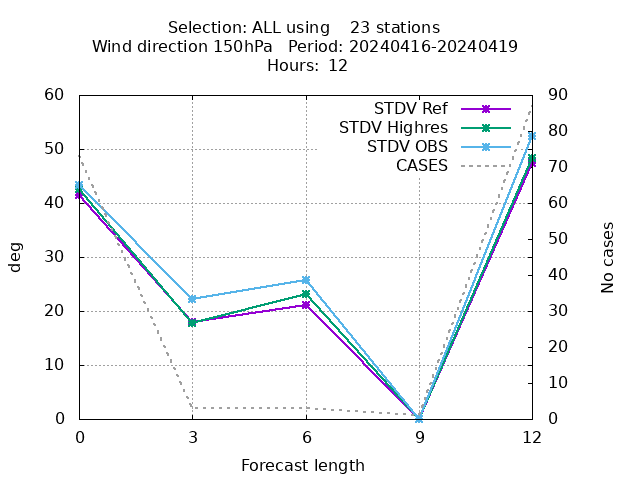 Selection: ALL using    23 stations
Wind direction 150hPa   Period: 20240416-20240419
Hours: 12
STDV Ref
STDV Highres
STDV OBS
CASES
60
50
40
30
20
10
0
deg
90
80
70
60
50
40
30
20
10
0
No cases
0 3 6 9 12
Forecast length